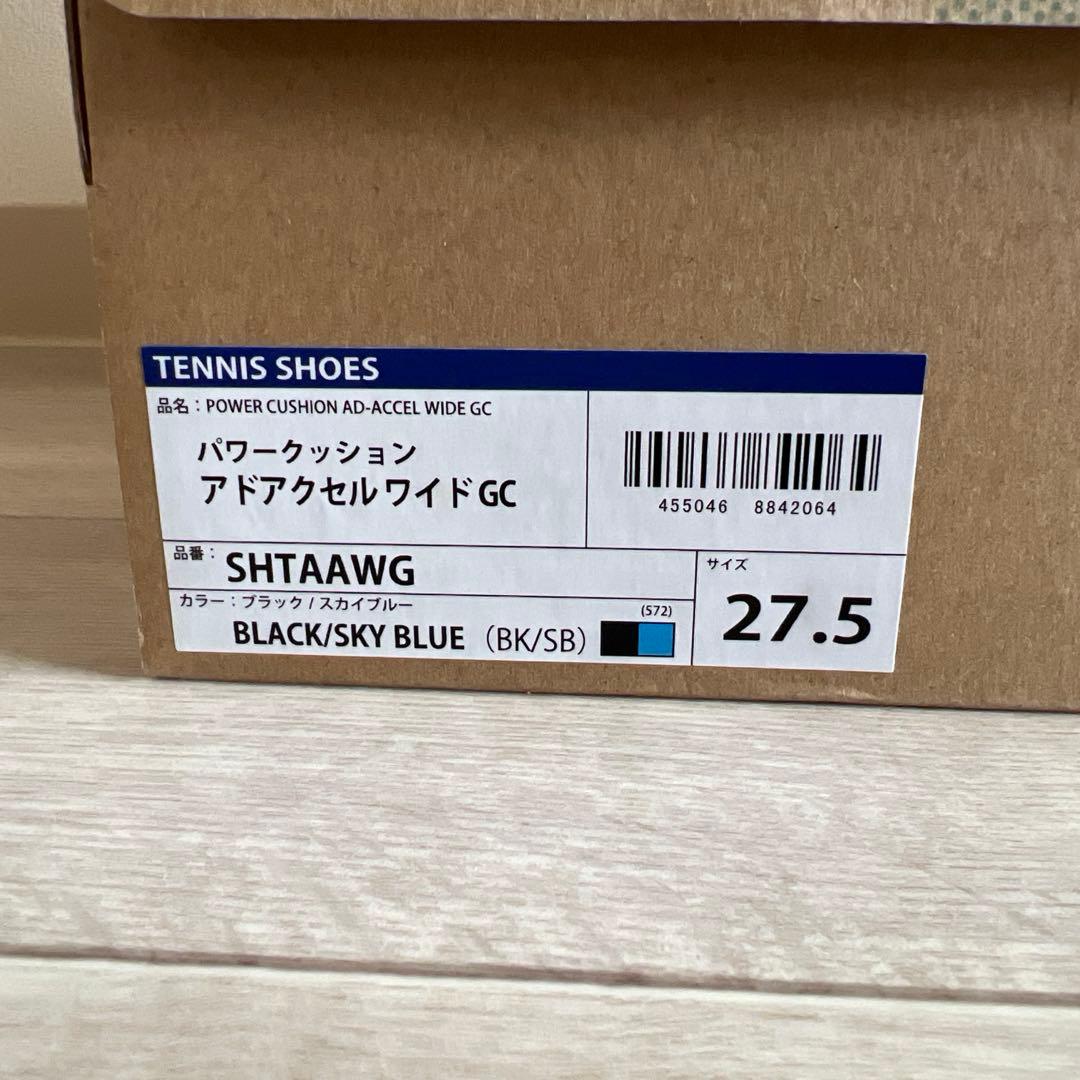 TENNIS SHOES
品名：POWER CUSHION AD-ACCEL WIDE GC
パワークッション
アドアクセル ワイド GC
455046 8842064
品番：
SHTAAWG
カラー：ブラック / スカイブルー
BLACK/SKY BLUE （BK/SB）
(572)
サイズ
27.5